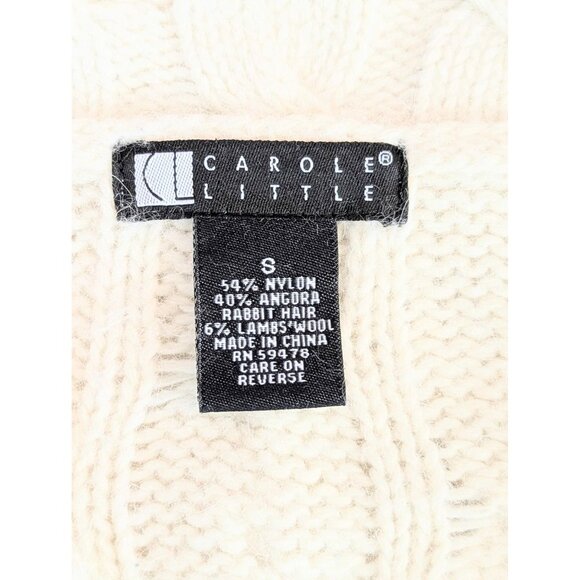 CL CAROLE®
LITTLE
S
54% NYLON
40% ANGORA
RABBIT HAIR
6% LAMBS'WOOL
MADE IN CHINA
RN 59478
CARE ON
REVERSE